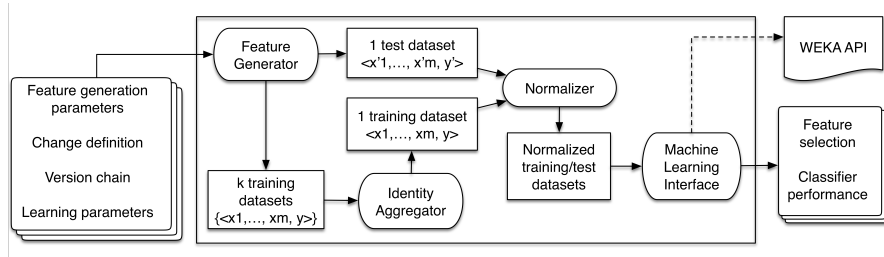 Feature generation
parameters
Change definition
Version chain
Learning parameters
Feature
Generator
1 test dataset
<x'1,..., x'm, y'>
1 training dataset
<x1,..., xm, y>
k training
datasets
{<x1,..., xm, y>}
Identity
Aggregator
Normalizer
Normalized
training/test
datasets
Machine
Learning
Interface
WEKA API
Feature
selection
Classifier
performance